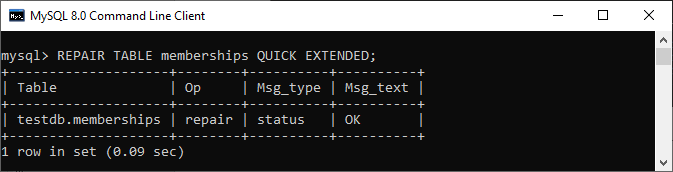 MySQL 8.0 Command Line Client
mysql> REPAIR TABLE memberships QUICK EXTENDED;
+--------------------+--------+----------+----------+
| Table              | Op     | Msg_type | Msg_text |
+--------------------+--------+----------+----------+
| testdb.memberships | repair | status   | OK       |
+--------------------+--------+----------+----------+
1 row in set (0.09 sec)